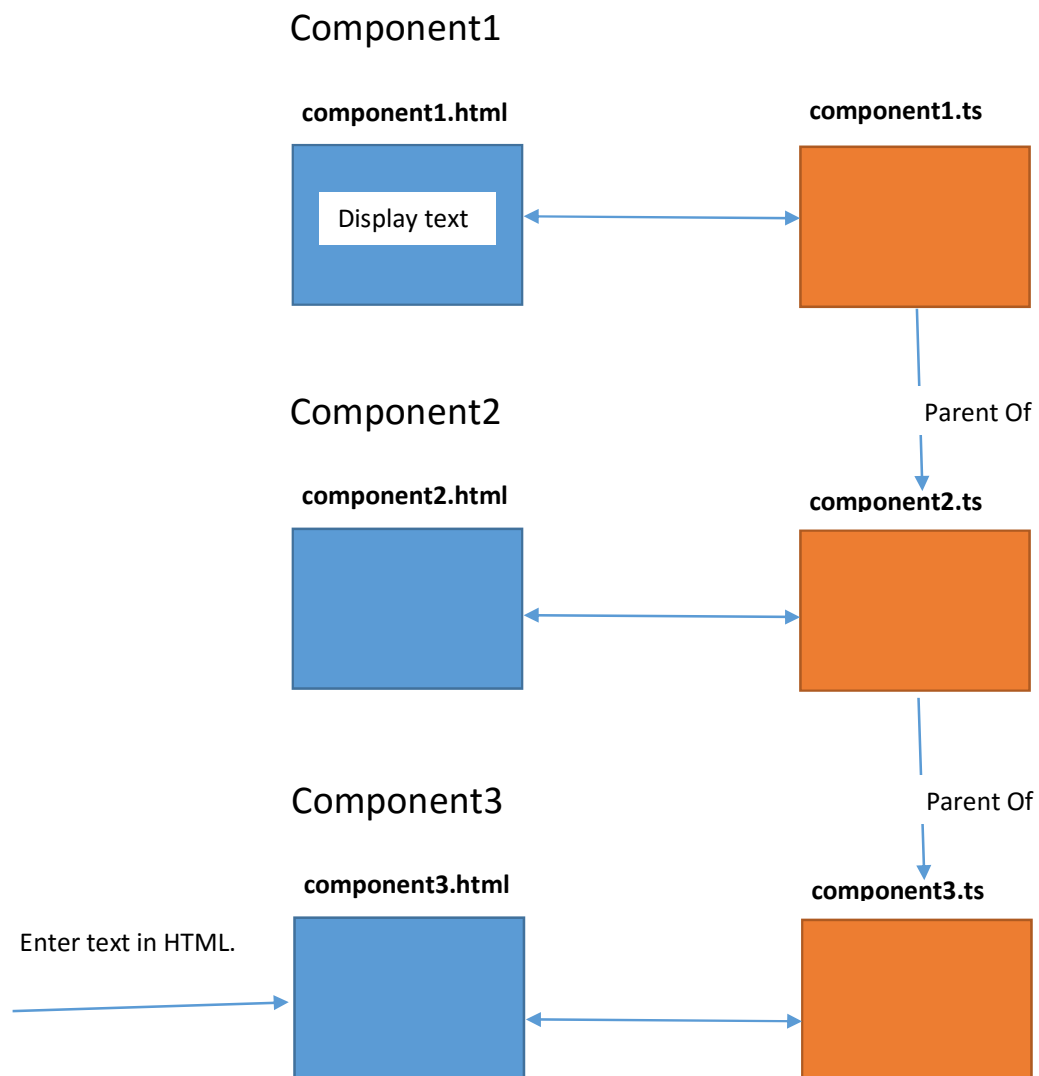 Component1
component1.html
component1.ts
Display text
Component2
Parent Of
component2.html
component2.ts
Component3
Parent Of
component3.html
component3.ts
Enter text in HTML.